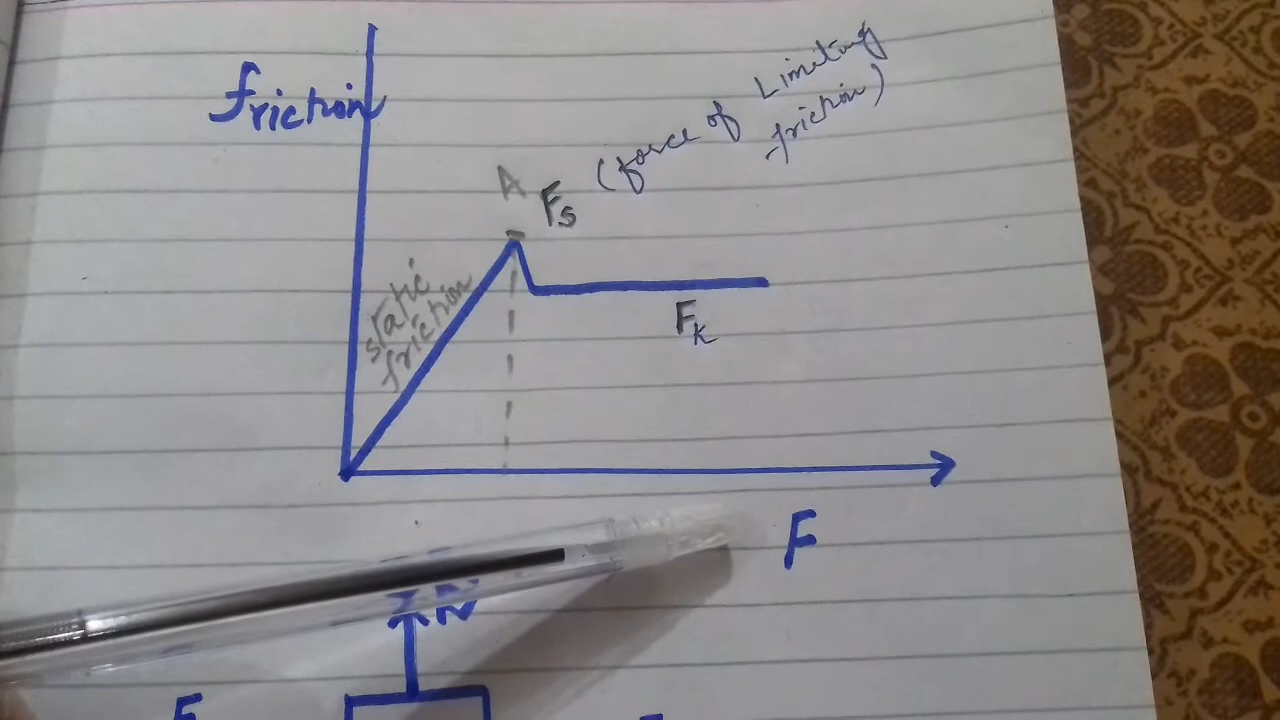 friction
(force of Limiting
friction)
A
Fs
static
friction
Fk
F
N
F